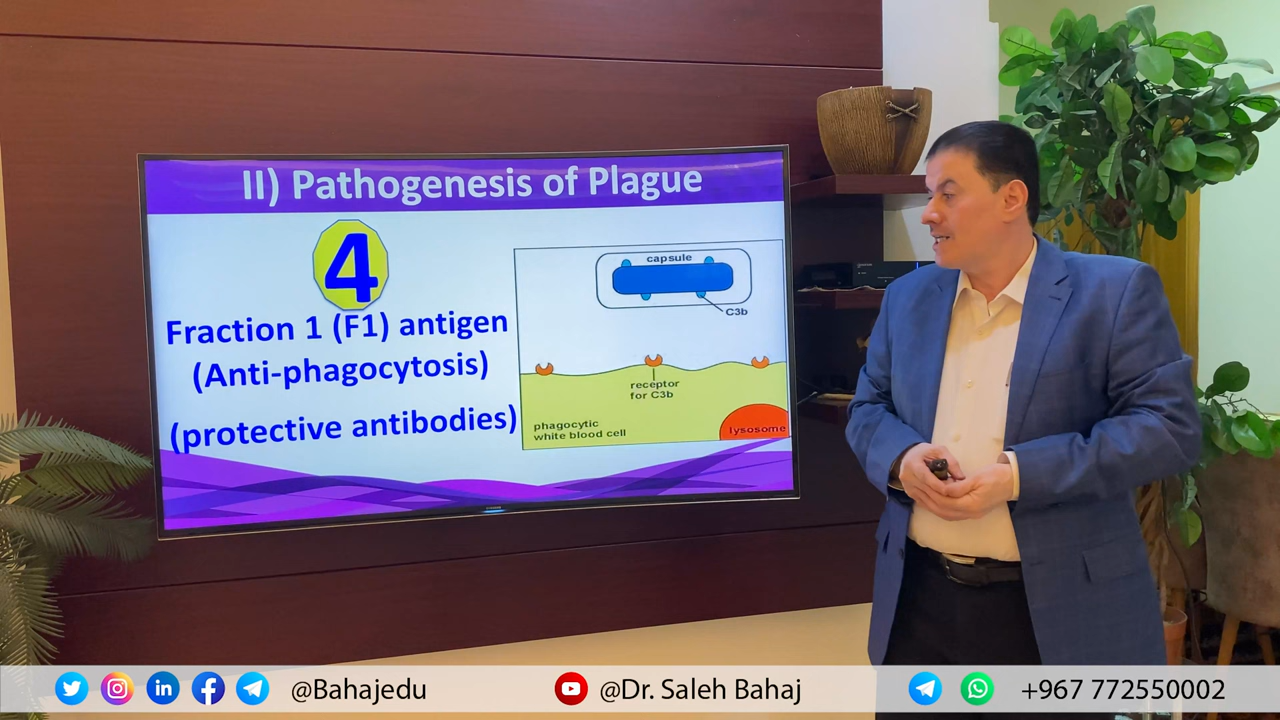 II) Pathogenesis of Plague
4
Fraction 1 (F1) antigen
(Anti-phagocytosis)
(protective antibodies)
capsule
C3b
receptor
for C3b
phagocytic
white blood cell
lysosome
@Bahajedu
@Dr. Saleh Bahaj
+967 772550002